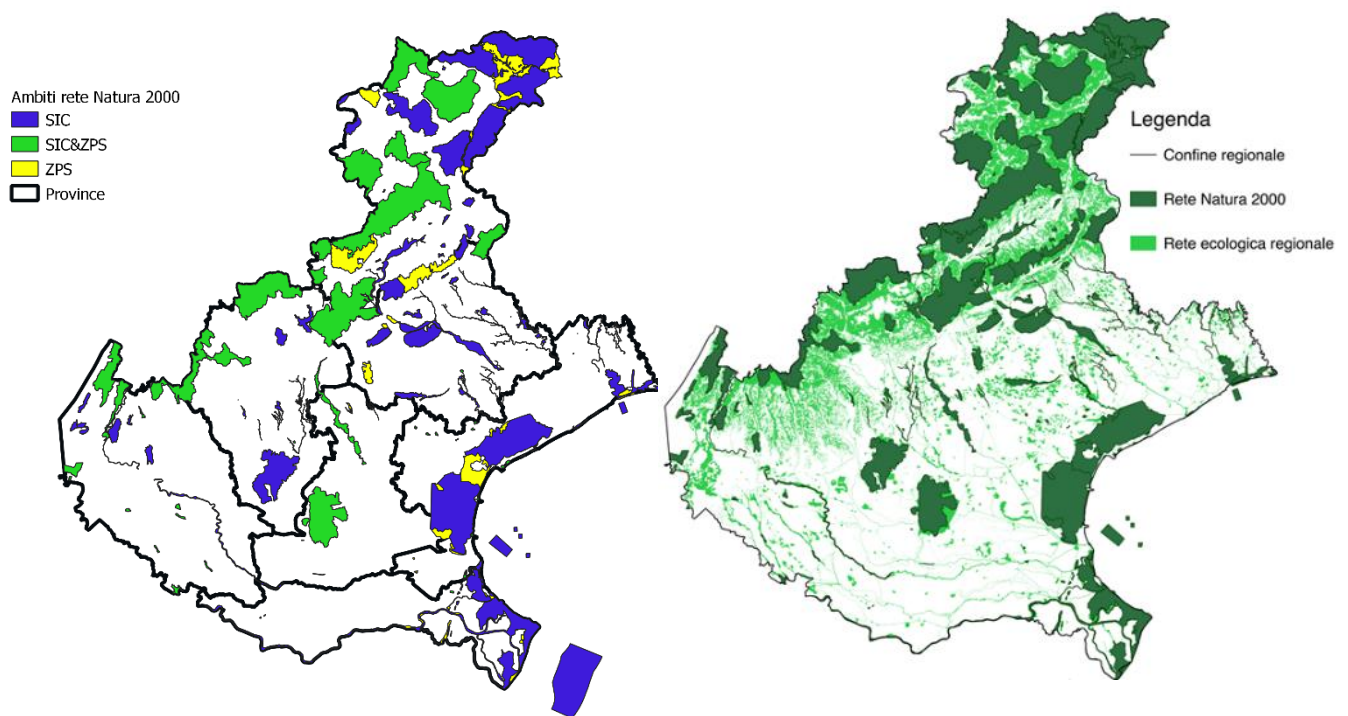 Ambiti rete Natura 2000
SIC
SIC&ZPS
ZPS
Province
Legenda
Confine regionale
Rete Natura 2000
Rete ecologica regionale